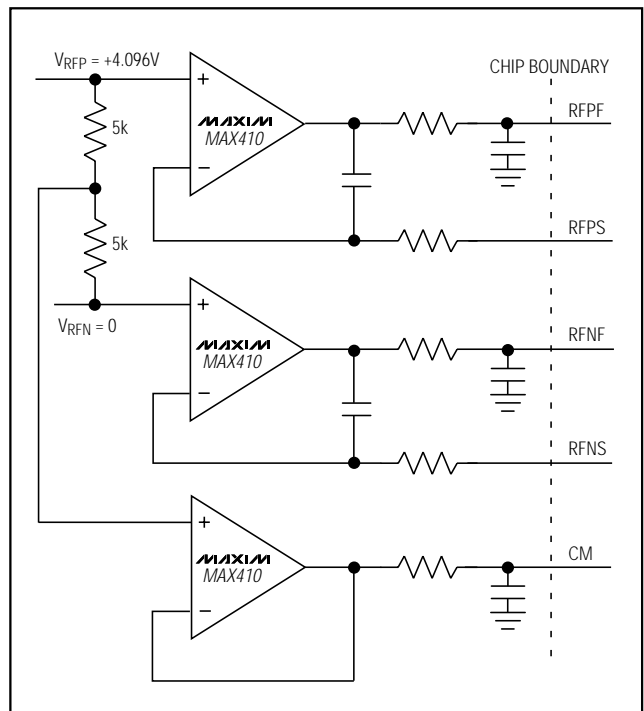 V_RFP = +4.096V
CHIP BOUNDARY
+
MAXIM
MAX410
−
5k
5k
RFPF
RFPS
V_RFN = 0
+
MAXIM
MAX410
−
RFNF
RFNS
+
MAXIM
MAX410
−
CM